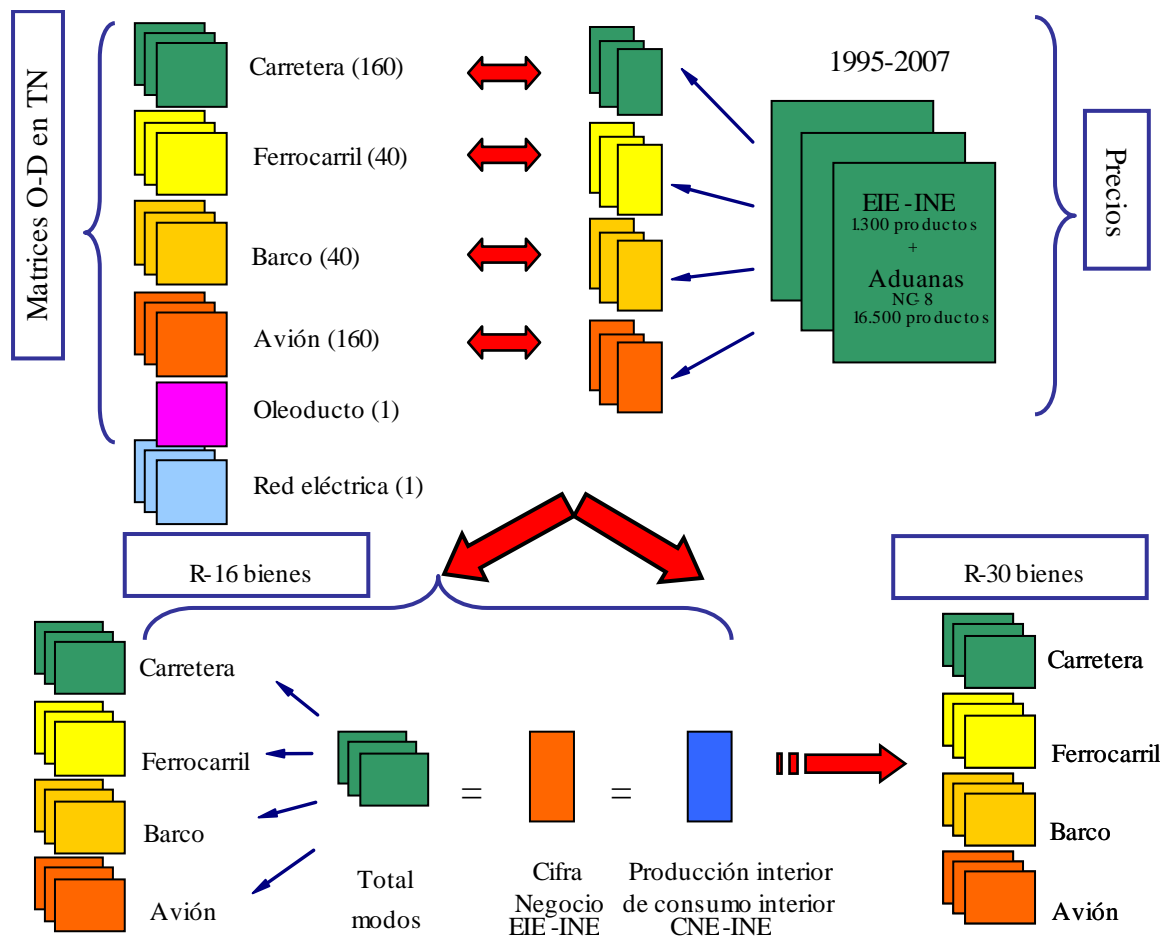 Matrices O-D en TN
Carretera (160)
Ferrocarril (40)
Barco (40)
Avión (160)
Oleoducto (1)
Red eléctrica (1)
1995-2007
EIE-INE
1.300 productos
+
Aduanas
NC-8
16.500 productos
Precios
R-16 bienes
R-30 bienes
Carretera
Ferrocarril
Barco
Avión
Total
modos
=
Cifra
Negocio
EIE-INE
=
Producción interior
de consumo interior
CNE-INE
Carretera
Ferrocarril
Barco
Avión